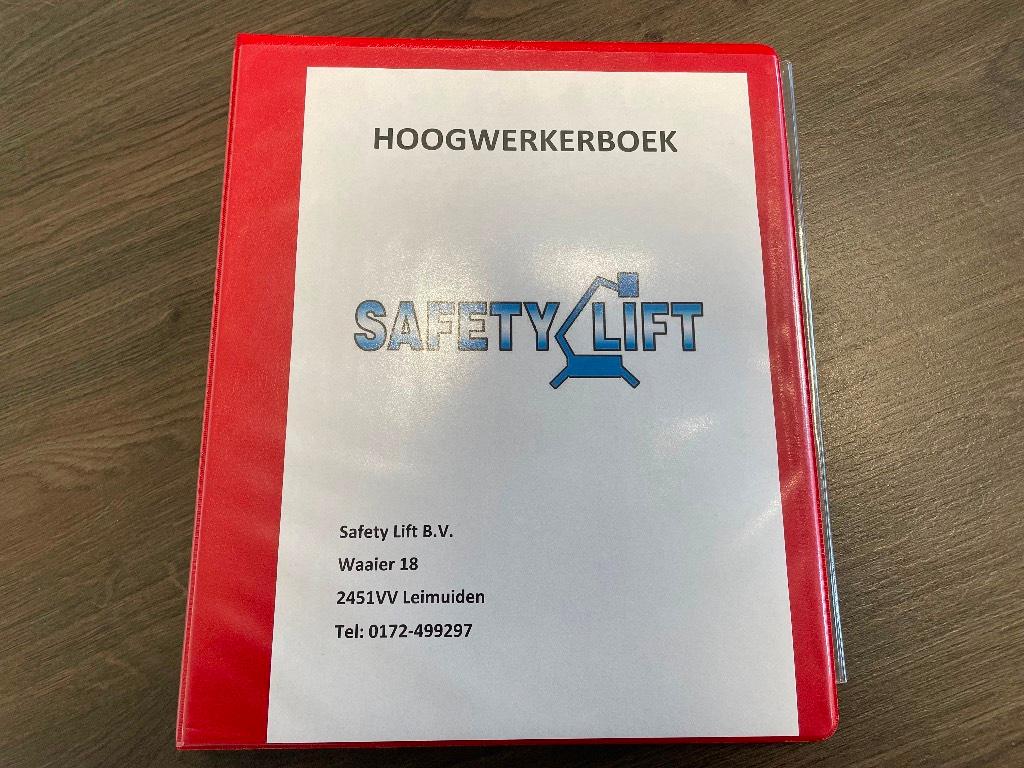 HOOGWERKERBOEK
SAFETY LIFT
Safety Lift B.V.
Waaier 18
2451VV Leimuiden
Tel: 0172-499297